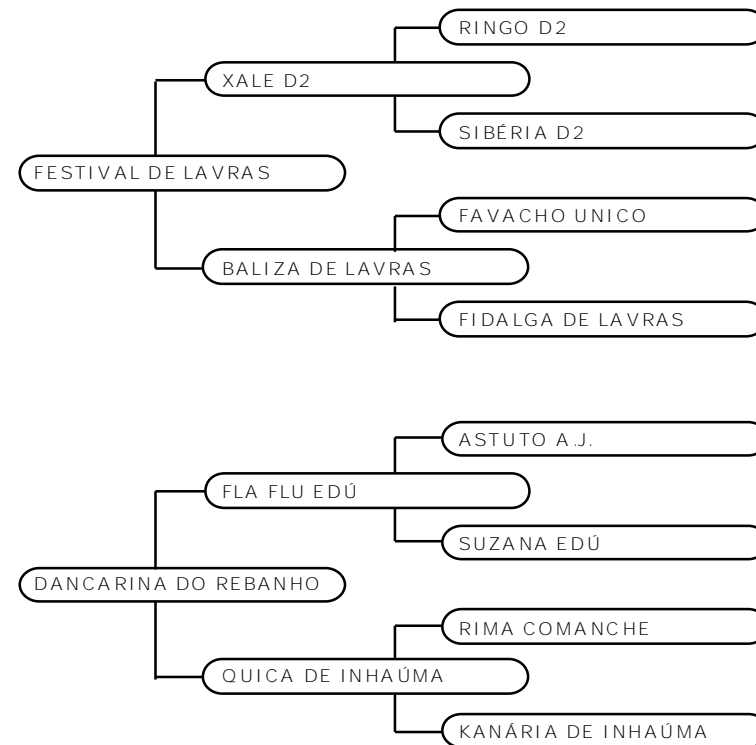 RINGO D2
XALE D2
SIBÉRIA D2
FESTIVAL DE LAVRAS
FAVACHO UNICO
BALIZA DE LAVRAS
FIDALGA DE LAVRAS
ASTUTO A.J.
FLA FLU EDÚ
SUZANA EDÚ
DANCARINA DO REBANHO
RIMA COMANCHE
QUICA DE INHAÚMA
KANÁRIA DE INHAÚMA